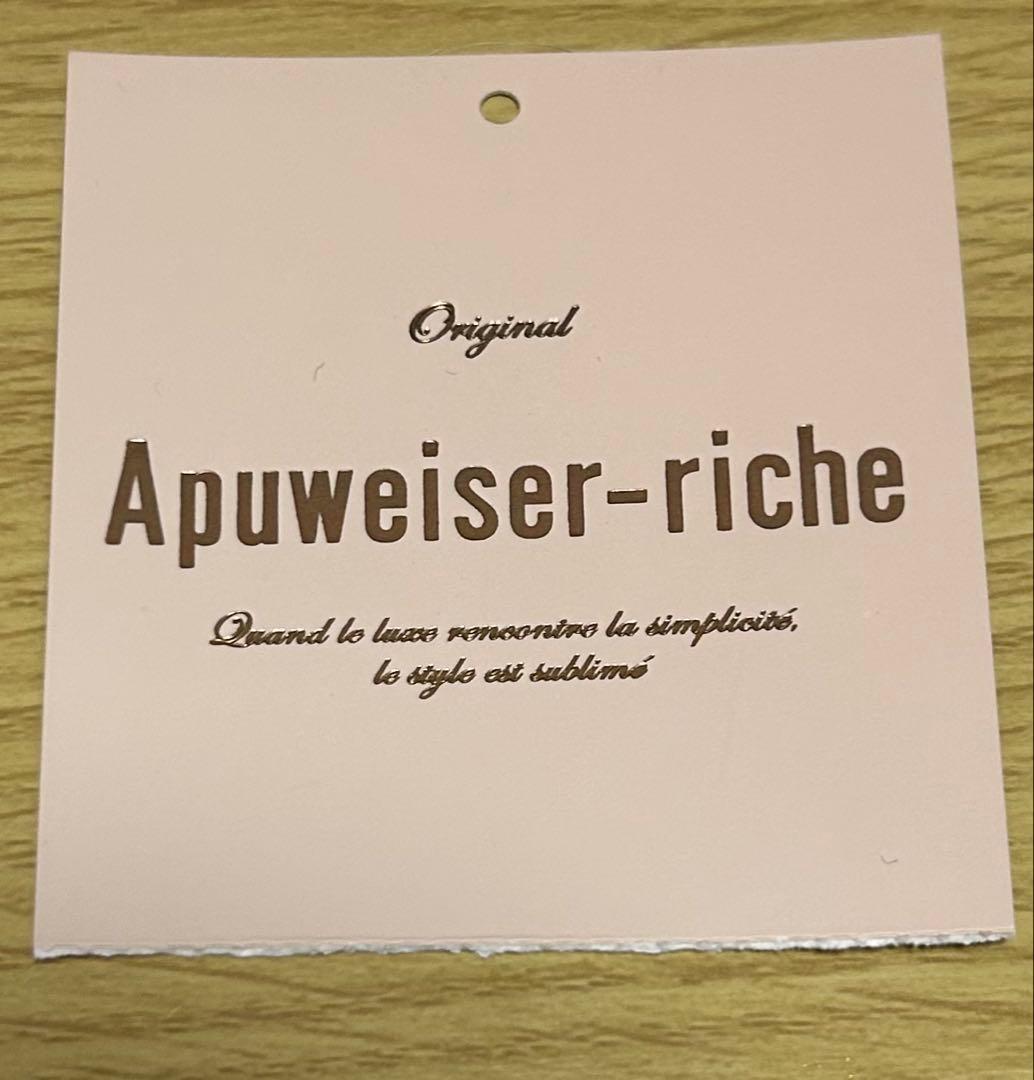 Original
Apuweiser-riche
Quand le luxe rencontre la simplicité,
le style est sublimé